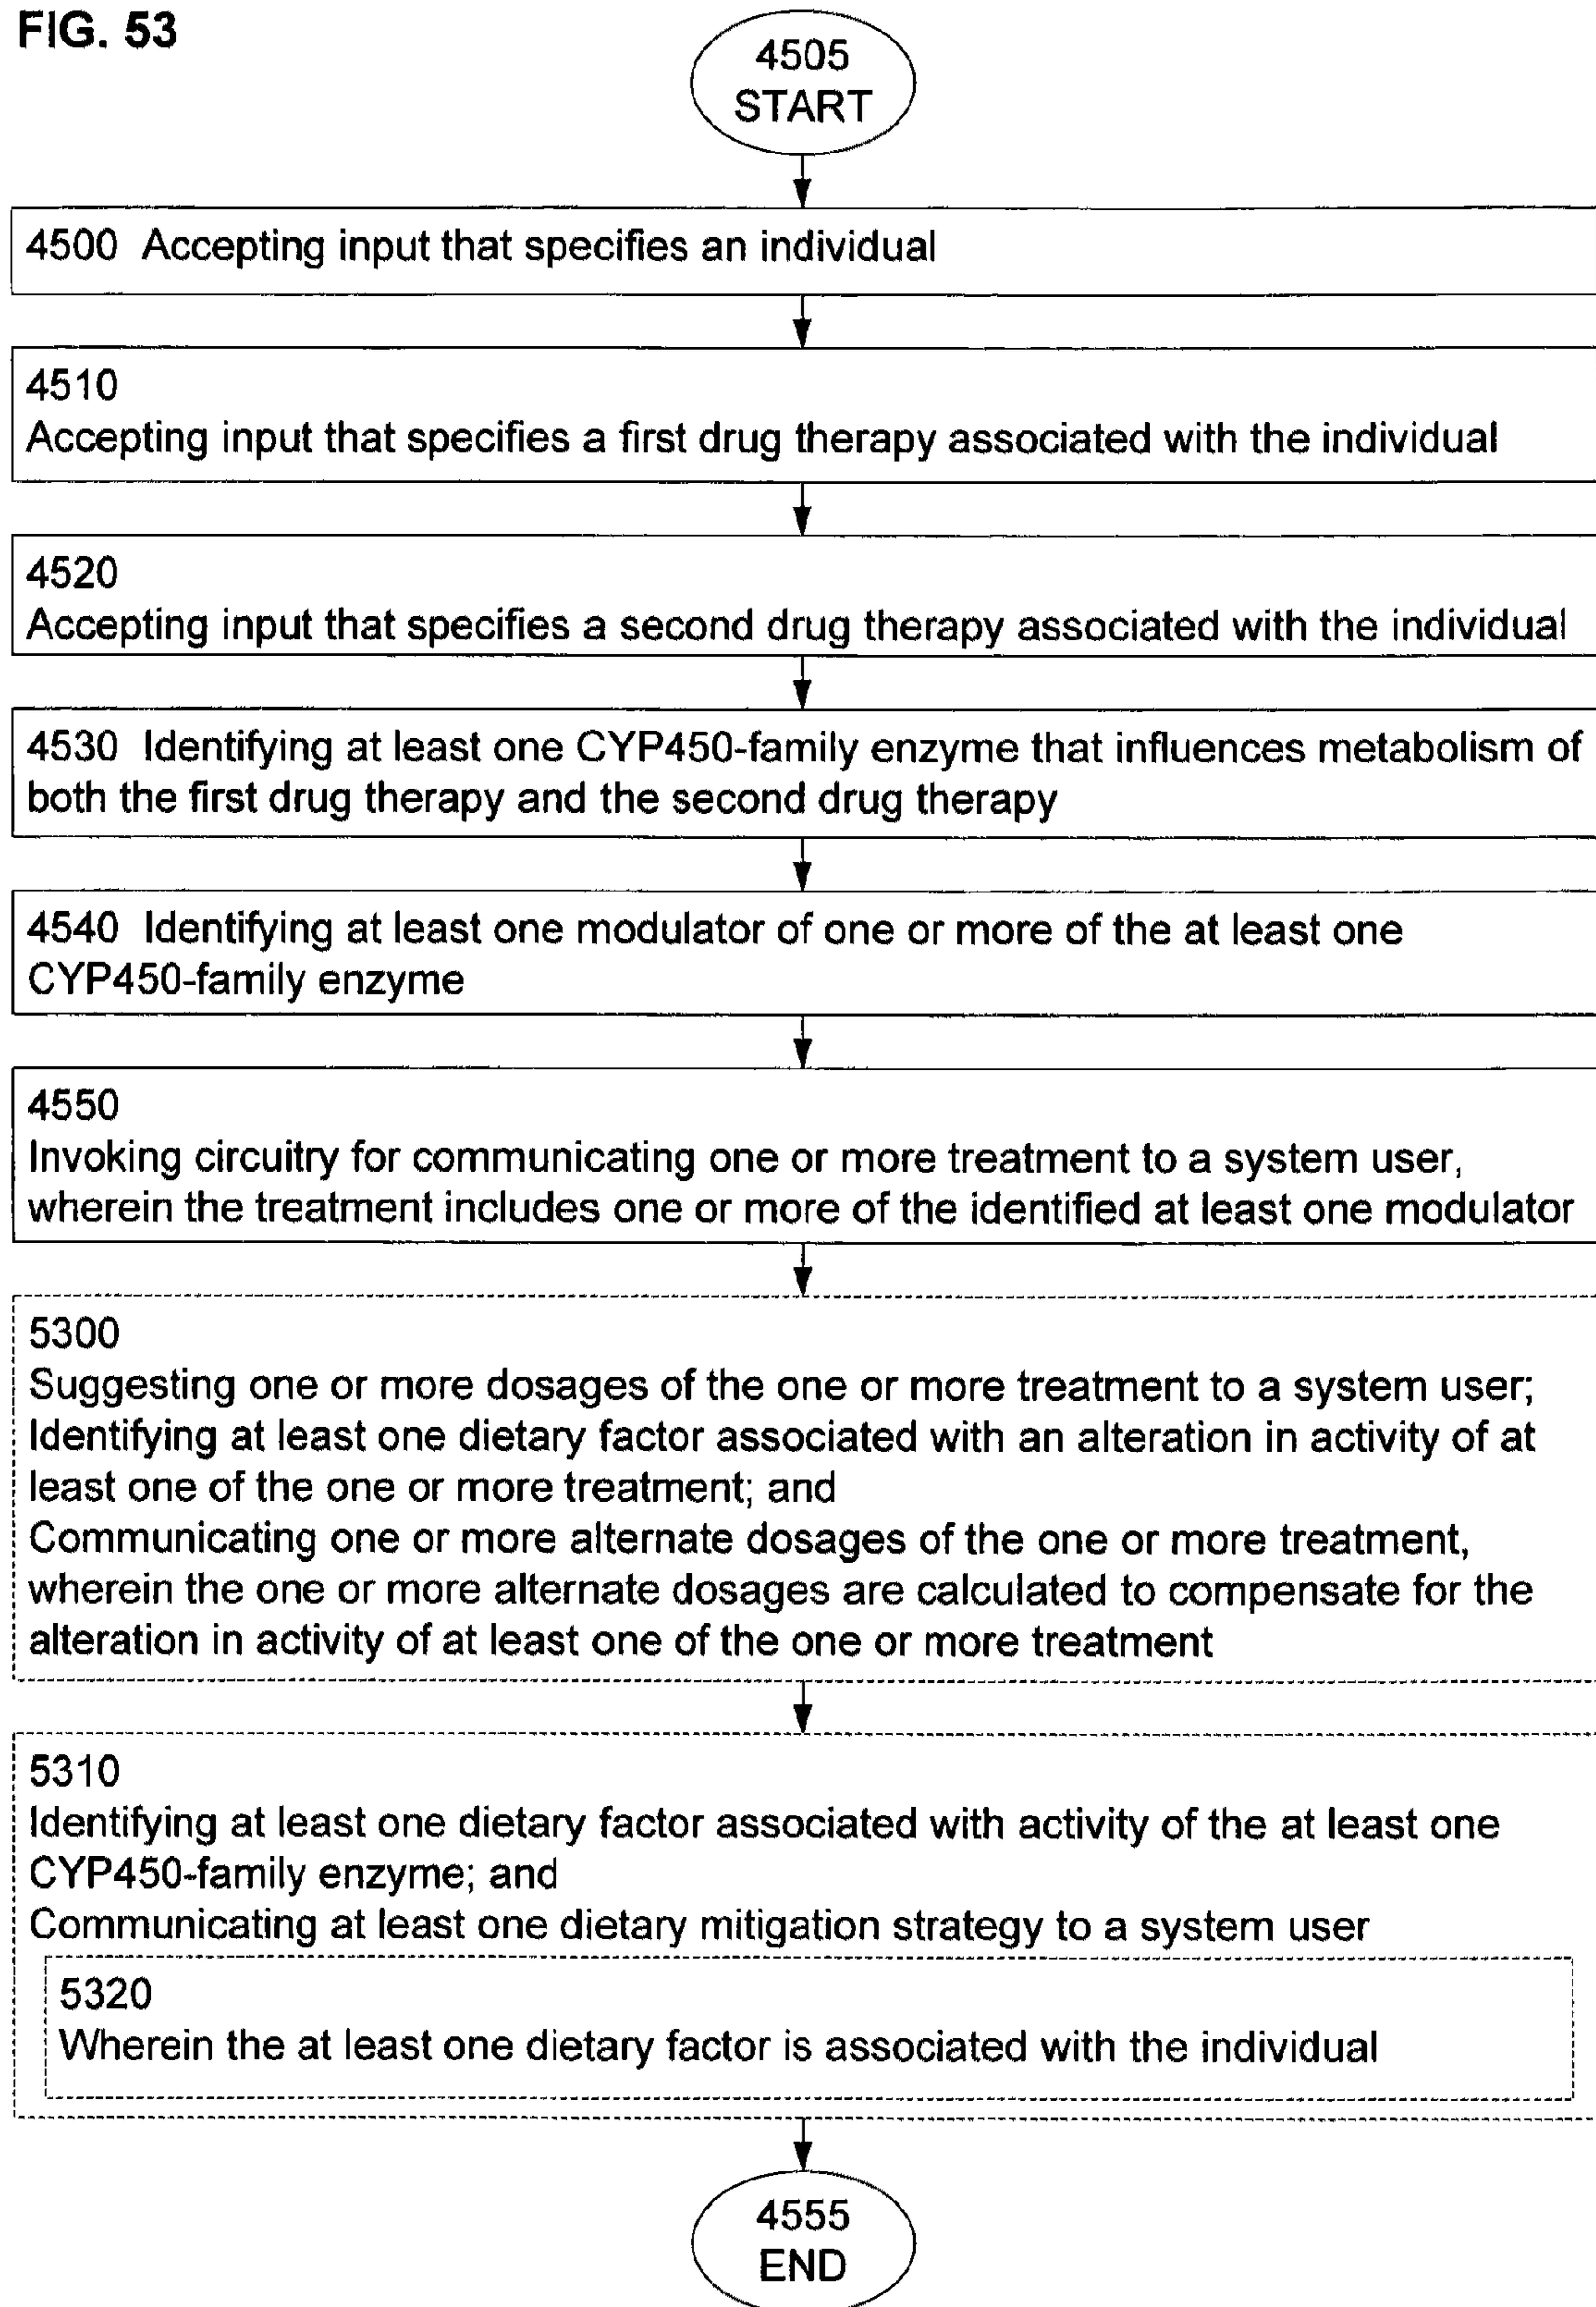 FIG. 53
4505
START
4500 Accepting input that specifies an individual
4510
Accepting input that specifies a first drug therapy associated with the individual
4520
Accepting input that specifies a second drug therapy associated with the individual
4530 Identifying at least one CYP450-family enzyme that influences metabolism of
both the first drug therapy and the second drug therapy
4540 Identifying at least one modulator of one or more of the at least one
CYP450-family enzyme
4550
Invoking circuitry for communicating one or more treatment to a system user,
wherein the treatment includes one or more of the identified at least one modulator
5300
Suggesting one or more dosages of the one or more treatment to a system user;
Identifying at least one dietary factor associated with an alteration in activity of at
least one of the one or more treatment; and
Communicating one or more alternate dosages of the one or more treatment,
wherein the one or more alternate dosages are calculated to compensate for the
alteration in activity of at least one of the one or more treatment
5310
Identifying at least one dietary factor associated with activity of the at least one
CYP450-family enzyme; and
Communicating at least one dietary mitigation strategy to a system user
5320
Wherein the at least one dietary factor is associated with the individual
4555
END